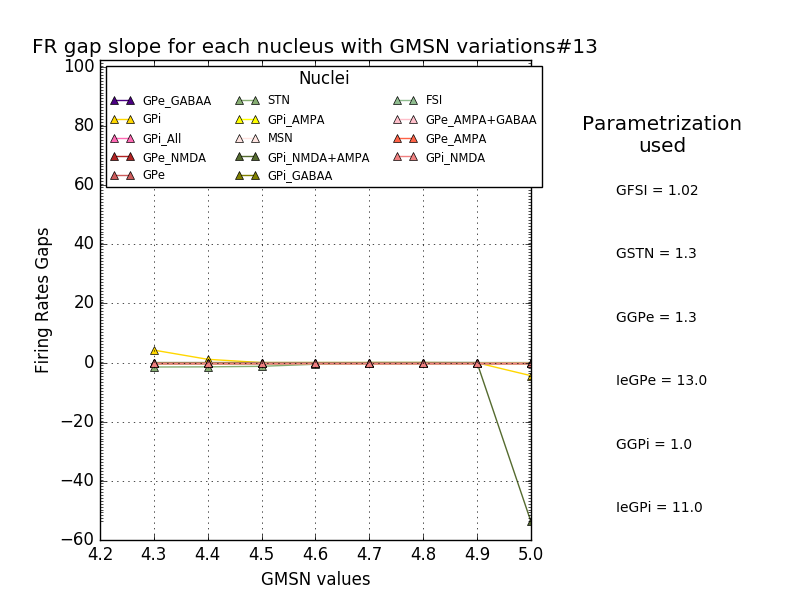 FR gap slope for each nucleus with GMSN variations#13
Nuclei
GPe_GABAA STN FSI
GPi GPi_AMPA GPe_AMPA+GABAA
GPi_All MSN GPe_AMPA
GPe_NMDA GPi_NMDA+AMPA GPi_NMDA
GPe GPi_GABAA
100
80
60
40
20
0
−20
−40
−60
Firing Rates Gaps
4.2 4.3 4.4 4.5 4.6 4.7 4.8 4.9 5.0
GMSN values
Parametrization
used
GFSI = 1.02
GSTN = 1.3
GGPe = 1.3
IeGPe = 13.0
GGPi = 1.0
IeGPi = 11.0